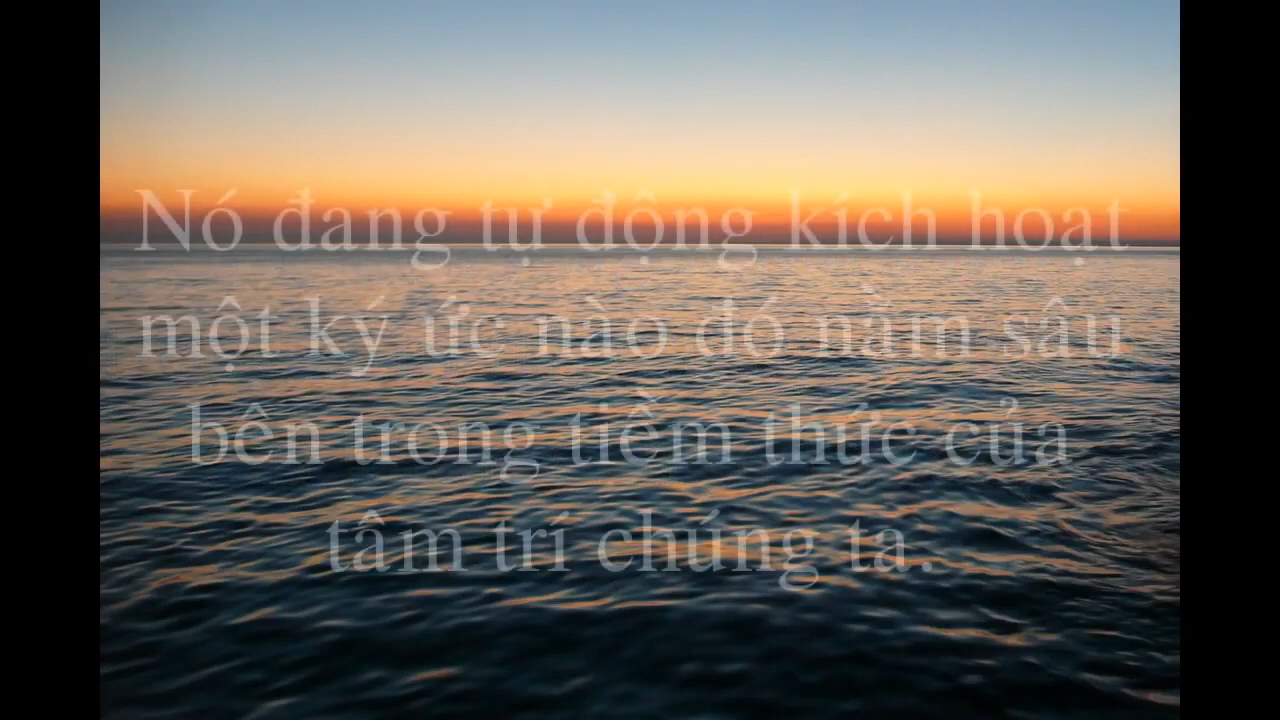 Nó đang tự động kích hoạt
một ký ức nào đó nằm sâu
bên trong tiềm thức của
tâm trí chúng ta.